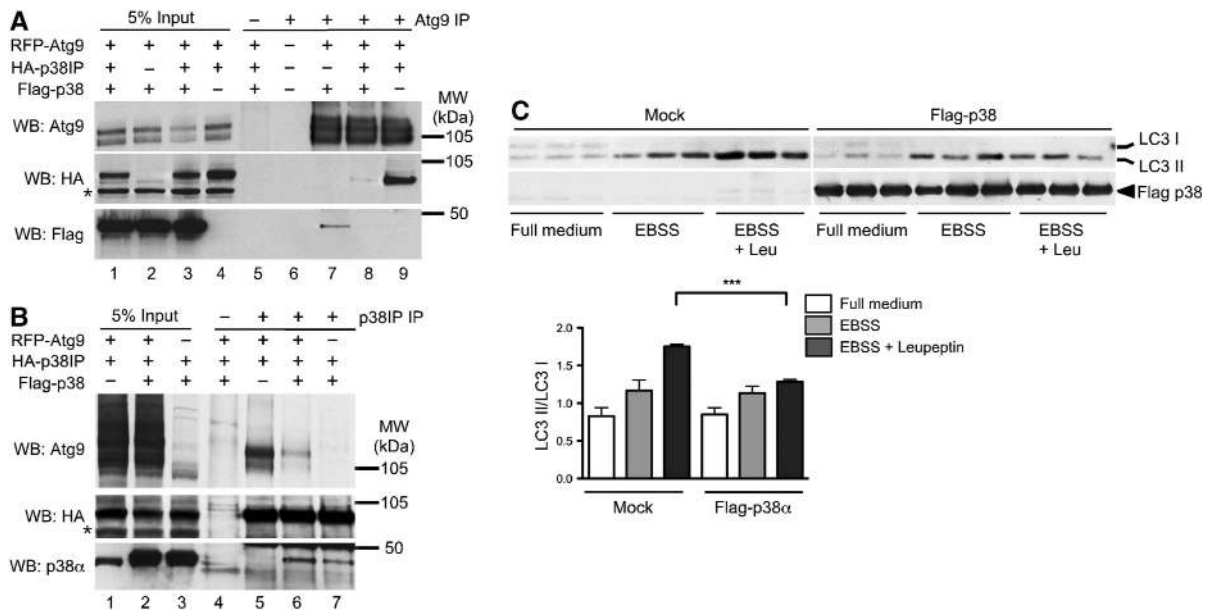 A
5% Input
– + + + + Atg9 IP
RFP-Atg9 + + + + + – + + +
HA-p38IP + – + + + – – + +
Flag-p38 + + + – + – + + –
MW
(kDa)
WB: Atg9
105
105
WB: HA
*
50
WB: Flag
1 2 3 4 5 6 7 8 9
B
5% Input
– + + + p38IP IP
RFP-Atg9 + + – + + + –
HA-p38IP + + + + + + +
Flag-p38 – + + + – + +
MW
(kDa)
WB: Atg9
105
105
WB: HA
*
50
WB: p38α
1 2 3 4 5 6 7
C
Mock Flag-p38
LC3 I
LC3 II
Flag p38
Full medium EBSS EBSS + Leu Full medium EBSS EBSS + Leu
***
Full medium
EBSS
EBSS + Leupeptin
LC3 II/LC3 I
2.0
1.5
1.0
0.5
0.0
Mock Flag-p38α